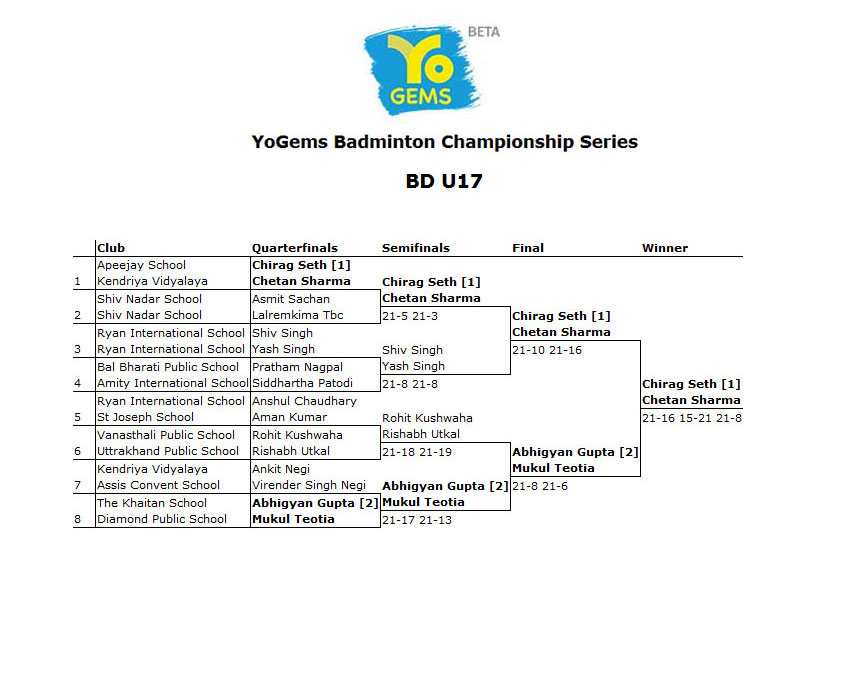 BETA
Yo
GEMS
YoGems Badminton Championship Series
BD U17
Club Quarterfinals Semifinals Final Winner
Apeejay School Chirag Seth [1]
1 Kendriya Vidyalaya Chetan Sharma Chirag Seth [1]
Shiv Nadar School Asmit Sachan Chetan Sharma
2 Shiv Nadar School Lalremkima Tbc 21-5 21-3 Chirag Seth [1]
Ryan International School Shiv Singh Chetan Sharma
3 Ryan International School Yash Singh Shiv Singh 21-10 21-16
Bal Bharati Public School Pratham Nagpal Yash Singh
4 Amity International School Siddhartha Patodi 21-8 21-8 Chirag Seth [1]
Ryan International School Anshul Chaudhary Chetan Sharma
5 St Joseph School Aman Kumar Rohit Kushwaha 21-16 15-21 21-8
Vanasthali Public School Rohit Kushwaha Rishabh Utkal
6 Uttrakhand Public School Rishabh Utkal 21-18 21-19 Abhigyan Gupta [2]
Kendriya Vidyalaya Ankit Negi Mukul Teotia
7 Assis Convent School Virender Singh Negi Abhigyan Gupta [2] 21-8 21-6
The Khaitan School Abhigyan Gupta [2] Mukul Teotia
8 Diamond Public School Mukul Teotia 21-17 21-13